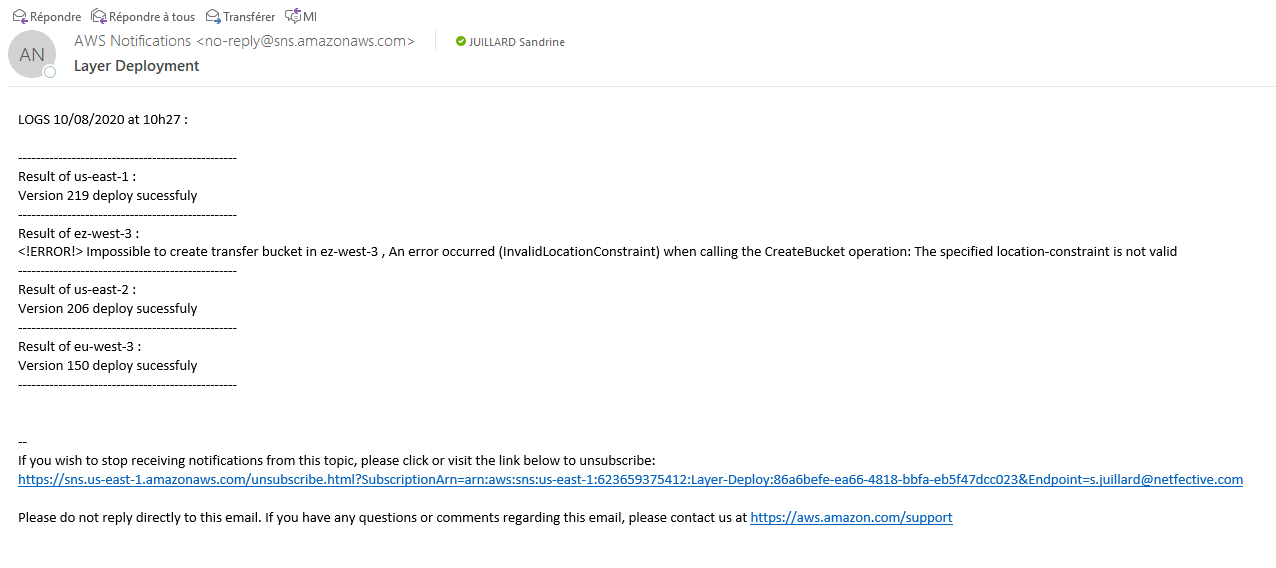 Répondre Répondre à tous Transférer MI
AN
AWS Notifications <no-reply@sns.amazonaws.com> JUILLARD Sandrine
Layer Deployment
LOGS 10/08/2020 at 10h27 :
-------------------------------------------------
Result of us-east-1 :
Version 219 deploy sucessfuly
-------------------------------------------------
Result of ez-west-3 :
<!ERROR!> Impossible to create transfer bucket in ez-west-3 , An error occurred (InvalidLocationConstraint) when calling the CreateBucket operation: The specified location-constraint is not valid
-------------------------------------------------
Result of us-east-2 :
Version 206 deploy sucessfuly
-------------------------------------------------
Result of eu-west-3 :
Version 150 deploy sucessfuly
-------------------------------------------------
--
If you wish to stop receiving notifications from this topic, please click or visit the link below to unsubscribe:
https://sns.us-east-1.amazonaws.com/unsubscribe.html?SubscriptionArn=arn:aws:sns:us-east-1:623659375412:Layer-Deploy:86a6befe-ea66-4818-bbfa-eb5f47dcc023&Endpoint=s.juillard@netfective.com
Please do not reply directly to this email. If you have any questions or comments regarding this email, please contact us at https://aws.amazon.com/support